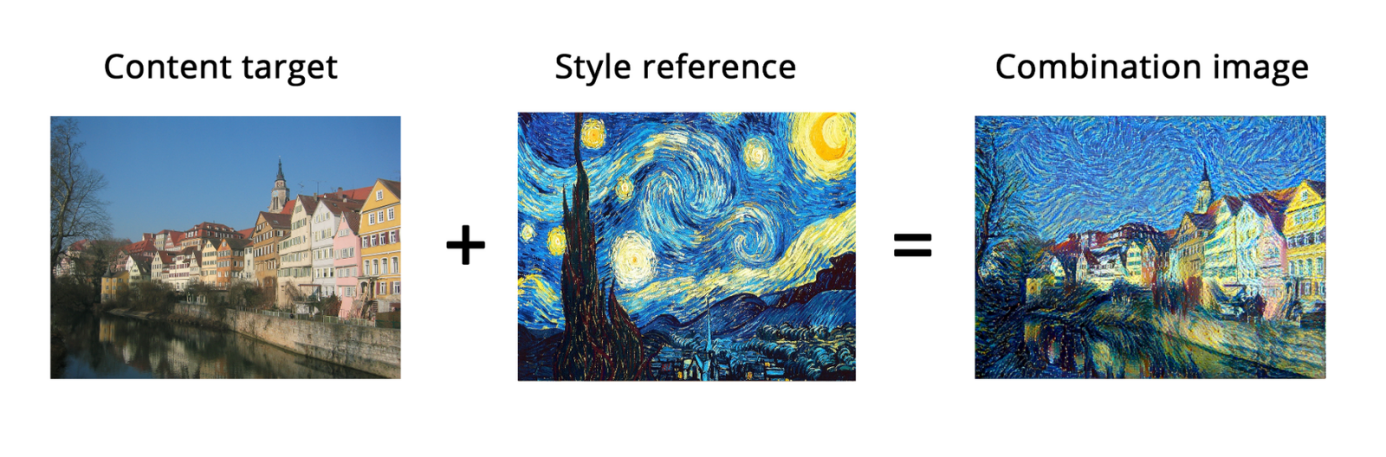 Content target
+
Style reference
=
Combination image